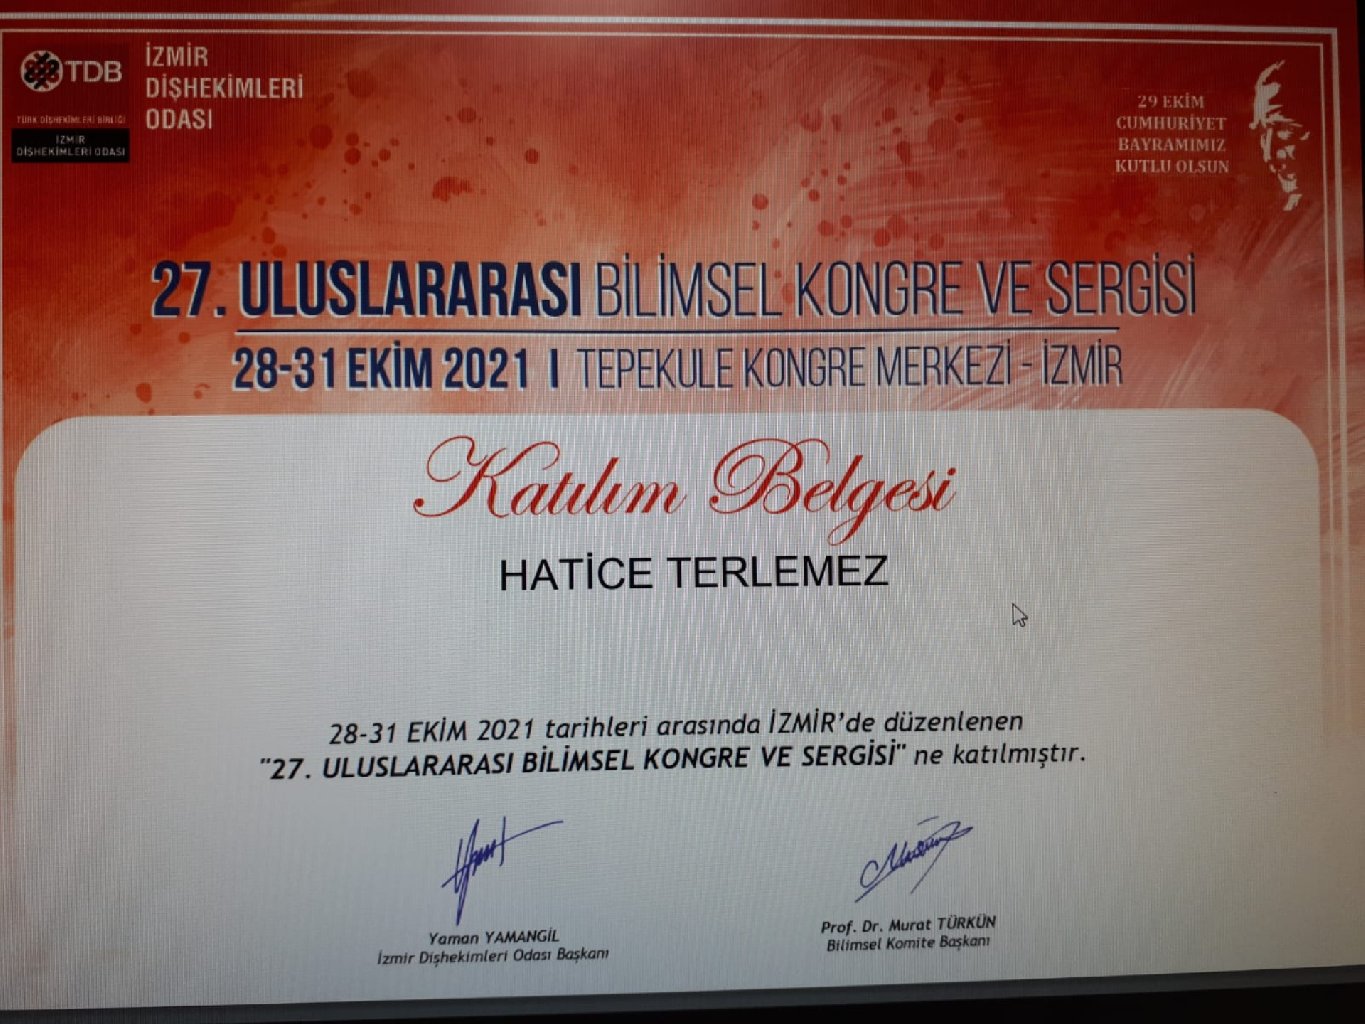 TDB
TÜRK DİŞHEKİMLERİ BİRLİĞİ
İZMİR
DİŞHEKİMLERİ ODASI
İZMİR
DİŞHEKİMLERİ
ODASI
29 EKİM
CUMHURİYET
BAYRAMIMIZ
KUTLU OLSUN
27. ULUSLARARASI BİLİMSEL KONGRE VE SERGİSİ
28-31 EKİM 2021 I TEPEKULE KONGRE MERKEZİ - İZMİR
Katılım Belgesi
HATİCE TERLEMEZ
28-31 EKİM 2021 tarihleri arasında İZMİR’de düzenlenen
"27. ULUSLARARASI BİLİMSEL KONGRE VE SERGİSİ" ne katılmıştır.
Yaman YAMANGİL
İzmir Dişhekimleri Odası Başkanı
Prof. Dr. Murat TÜRKÜN
Bilimsel Komite Başkanı